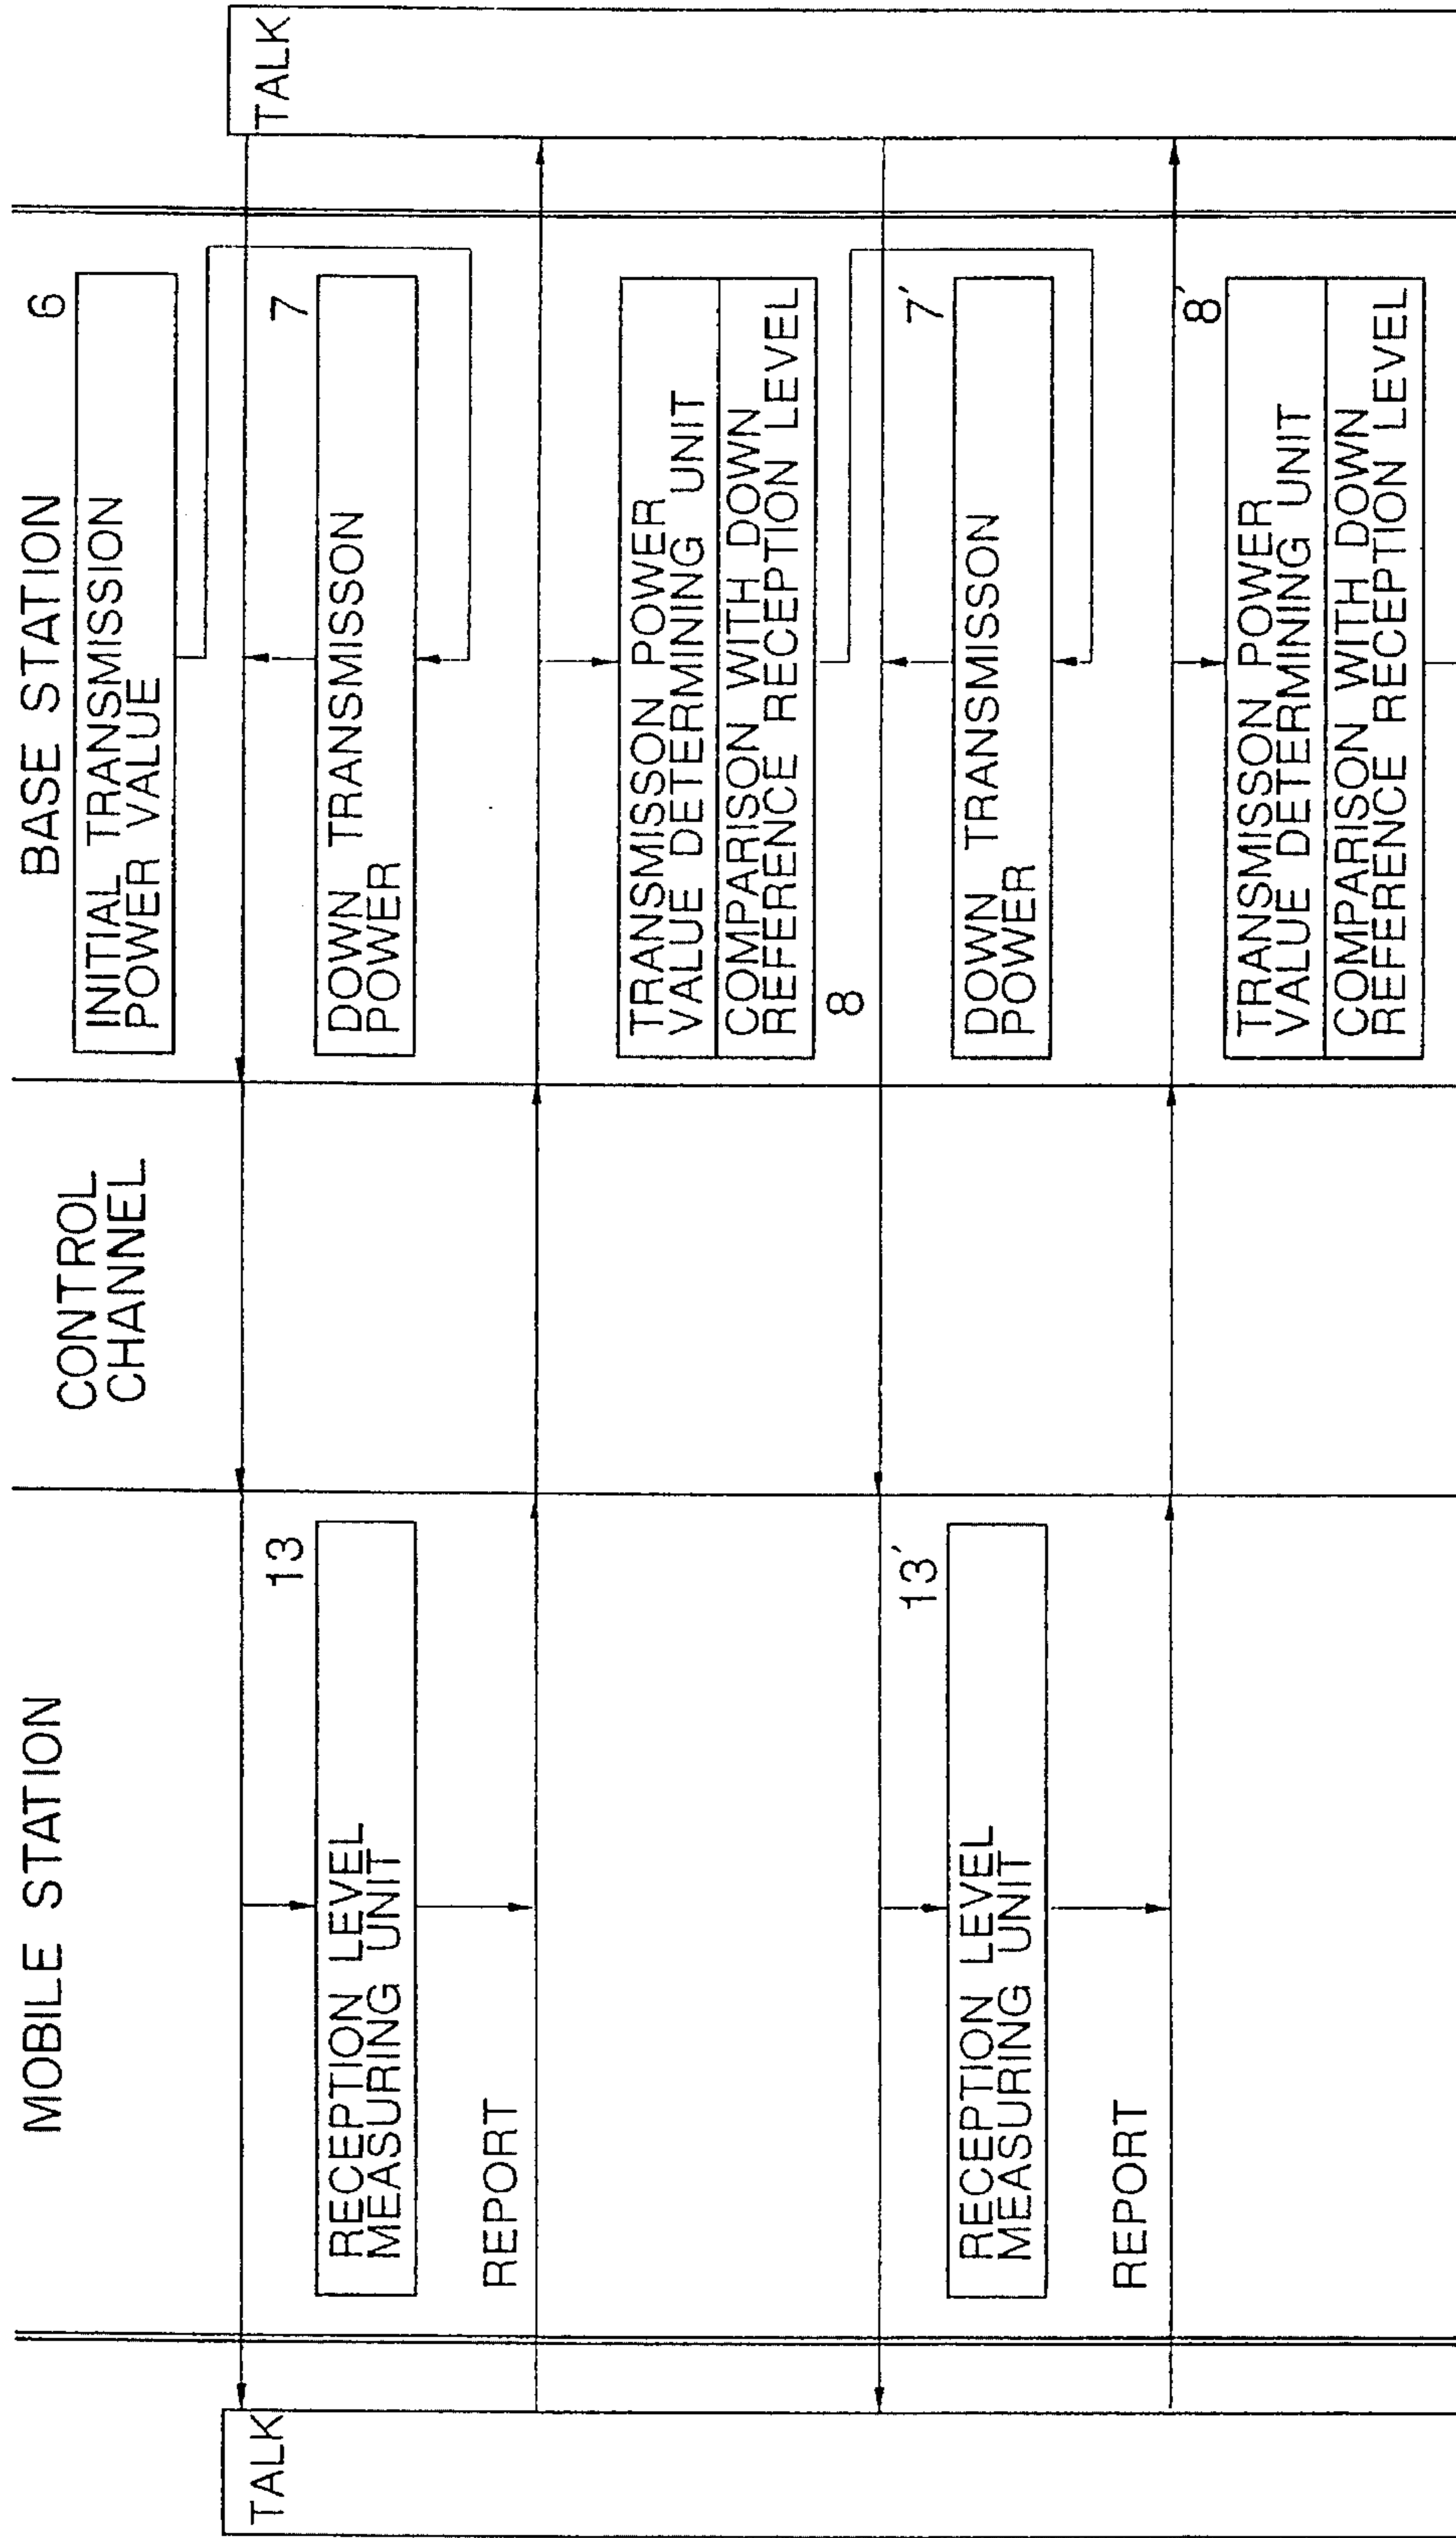 MOBILE STATION
CONTROL
CHANNEL
BASE STATION
TALK
TALK
INITIAL TRANSMISSION
POWER VALUE
6
13
RECEPTION LEVEL
MEASURING UNIT
7
DOWN TRANSMISSON
POWER
REPORT
TRANSMISSON POWER
VALUE DETERMINING UNIT
COMPARISON WITH DOWN
REFERENCE RECEPTION LEVEL
8
13'
RECEPTION LEVEL
MEASURING UNIT
7'
DOWN TRANSMISSON
POWER
REPORT
8'
TRANSMISSON POWER
VALUE DETERMINING UNIT
COMPARISON WITH DOWN
REFERENCE RECEPTION LEVEL